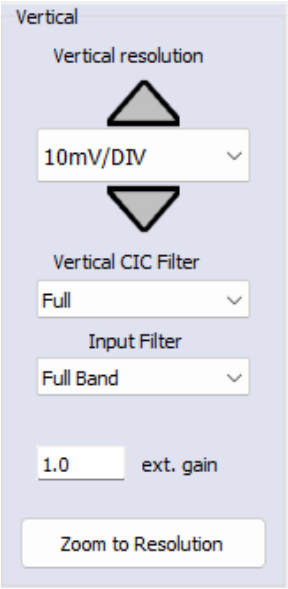 Vertical
Vertical resolution
10mV/DIV
Vertical CIC Filter
Full
Input Filter
Full Band
1.0 ext. gain
Zoom to Resolution